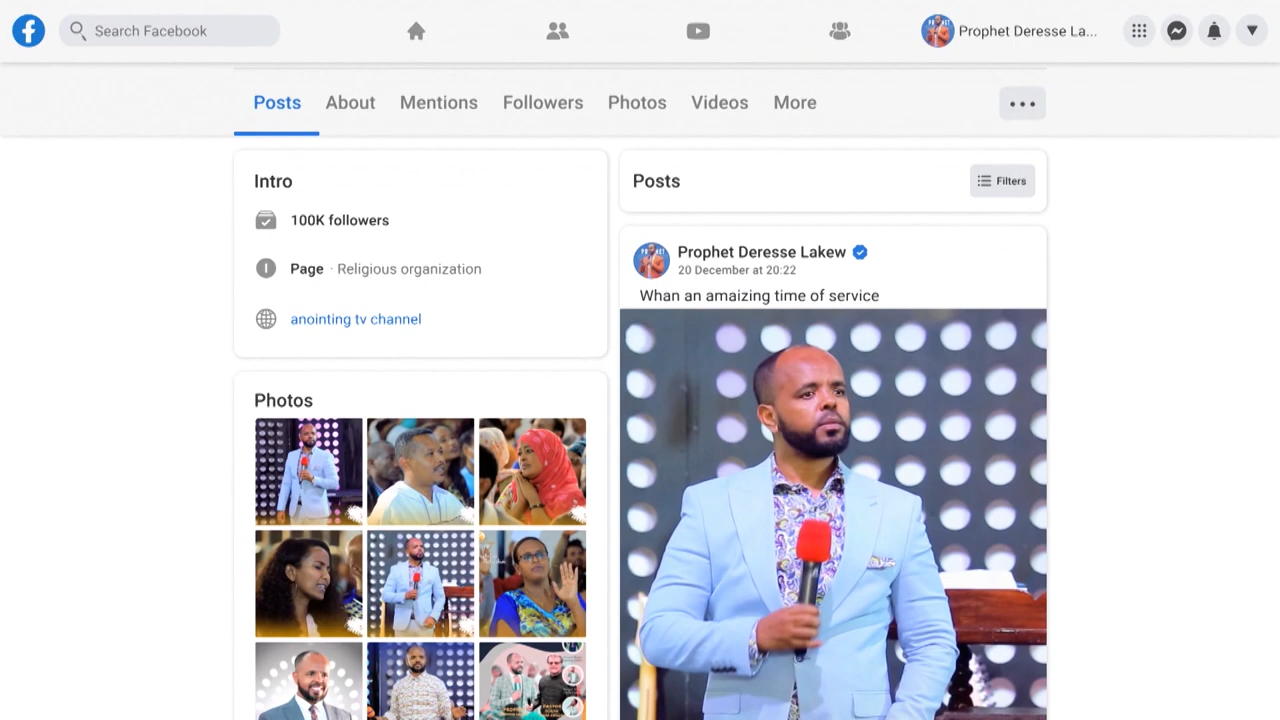 Search Facebook
Prophet Deresse La...
Posts
About
Mentions
Followers
Photos
Videos
More
Intro
100K followers
Page · Religious organization
anointing tv channel
Photos
Posts
Filters
Prophet Deresse Lakew
20 December at 20:22
Whan an amaizing time of service